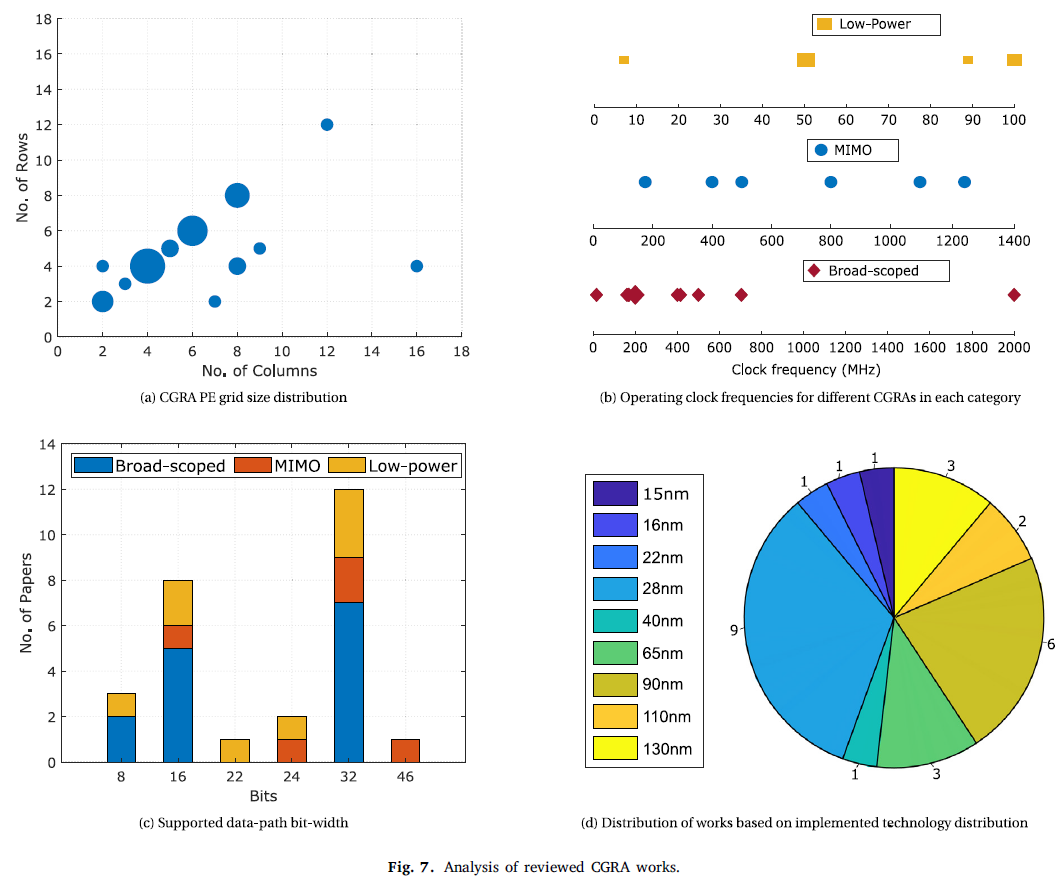 18
16
14
12
10
8
6
4
2
0
No. of Rows
0 2 4 6 8 10 12 14 16 18
No. of Columns
(a) CGRA PE grid size distribution
Low-Power
0 10 20 30 40 50 60 70 80 90 100
MIMO
0 200 400 600 800 1000 1200 1400
Broad-scoped
0 200 400 600 800 1000 1200 1400 1600 1800 2000
Clock frequency (MHz)
(b) Operating clock frequencies for different CGRAs in each category
14
12
10
8
6
4
2
0
No. of Papers
Broad-scoped MIMO Low-power
8 16 22 24 32 46
Bits
(c) Supported data-path bit-width
15nm
16nm
22nm
28nm
40nm
65nm
90nm
110nm
130nm
1
1
1
3
2
9
6
1
3
(d) Distribution of works based on implemented technology distribution
Fig. 7. Analysis of reviewed CGRA works.